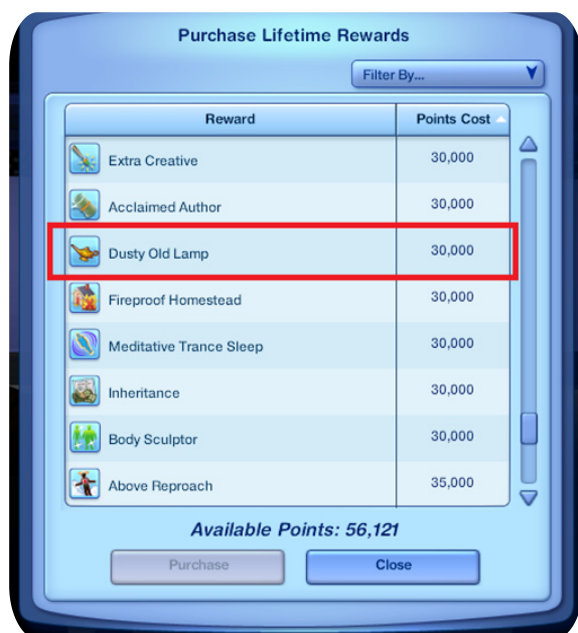 Purchase Lifetime Rewards
Filter By...
Reward Points Cost
Extra Creative 30,000
Acclaimed Author 30,000
Dusty Old Lamp 30,000
Fireproof Homestead 30,000
Meditative Trance Sleep 30,000
Inheritance 30,000
Body Sculptor 30,000
Above Reproach 35,000
Available Points: 56,121
Purchase Close